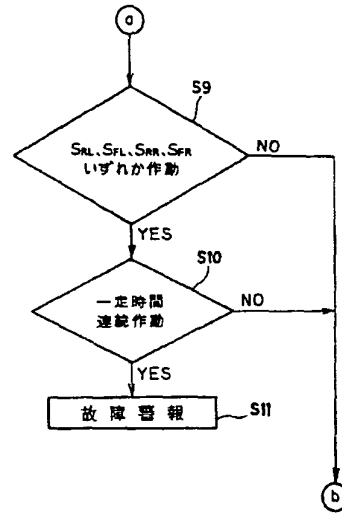 a
S9
SRL、SFL、SRR、SFR
いずれか作動
NO
YES
S10
一定時間
連続作動
NO
YES
故障警報
S11
b